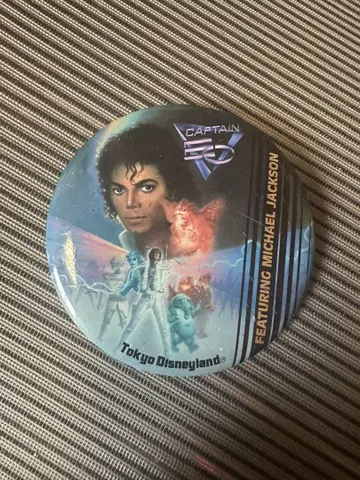 CAPTAIN
EO
FEATURING MICHAEL JACKSON
Tokyo Disneyland®